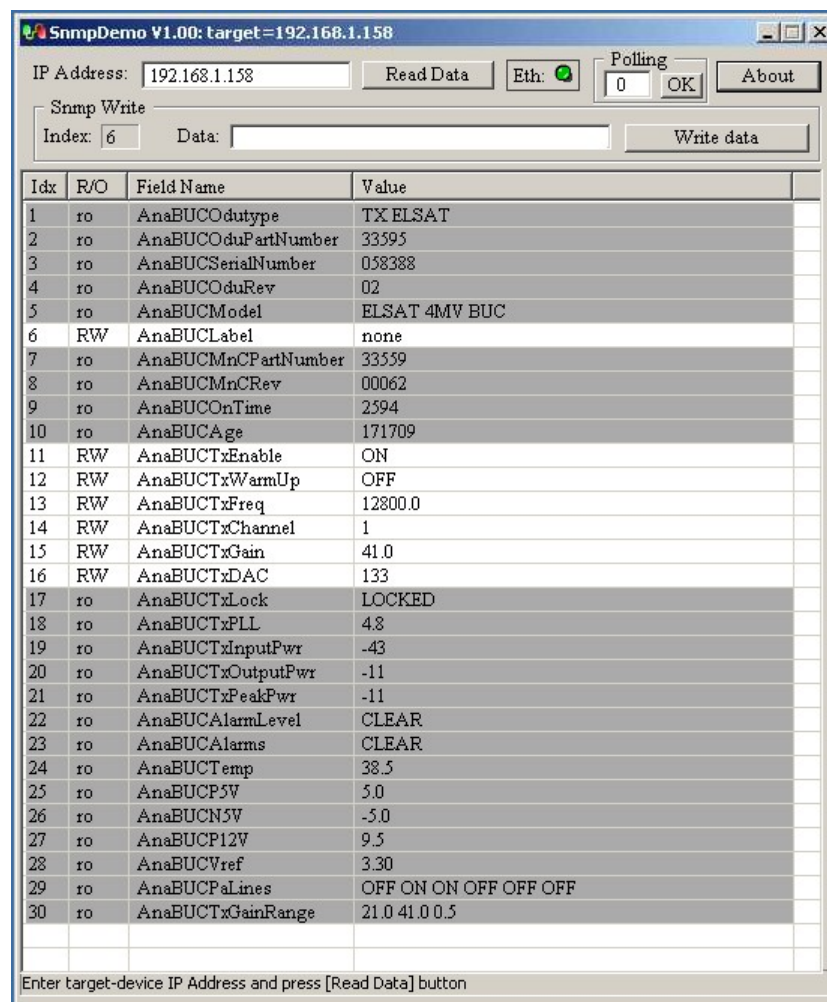 SnmpDemo V1.00: target=192.168.1.158
IP Address: 192.168.1.158 Read Data Eth: Polling 0 OK About
Snmp Write
Index: 6 Data: Write data
Idx R/O Field Name Value
1 ro AnaBUCOdutype TX ELSAT
2 ro AnaBUCOduPartNumber 33595
3 ro AnaBUCSerialNumber 058388
4 ro AnaBUCOduRev 02
5 ro AnaBUCModel ELSAT 4MV BUC
6 RW AnaBUCLabel none
7 ro AnaBUCMnCPartNumber 33559
8 ro AnaBUCMnCRev 00062
9 ro AnaBUCOnTime 2594
10 ro AnaBUCAge 171709
11 RW AnaBUCTxEnable ON
12 RW AnaBUCTxWarmUp OFF
13 RW AnaBUCTxFreq 12800.0
14 RW AnaBUCTxChannel 1
15 RW AnaBUCTxGain 41.0
16 RW AnaBUCTxDAC 133
17 ro AnaBUCTxLock LOCKED
18 ro AnaBUCTxPLL 4.8
19 ro AnaBUCTxInputPwr -43
20 ro AnaBUCTxOutputPwr -11
21 ro AnaBUCTxPeakPwr -11
22 ro AnaBUCAlarmLevel CLEAR
23 ro AnaBUCAlarms CLEAR
24 ro AnaBUCTemp 38.5
25 ro AnaBUCP5V 5.0
26 ro AnaBUCN5V -5.0
27 ro AnaBUCP12V 9.5
28 ro AnaBUCVref 3.30
29 ro AnaBUCPaLines OFF ON ON OFF OFF OFF
30 ro AnaBUCTxGainRange 21.0 41.0 0.5
Enter target-device IP Address and press [Read Data] button